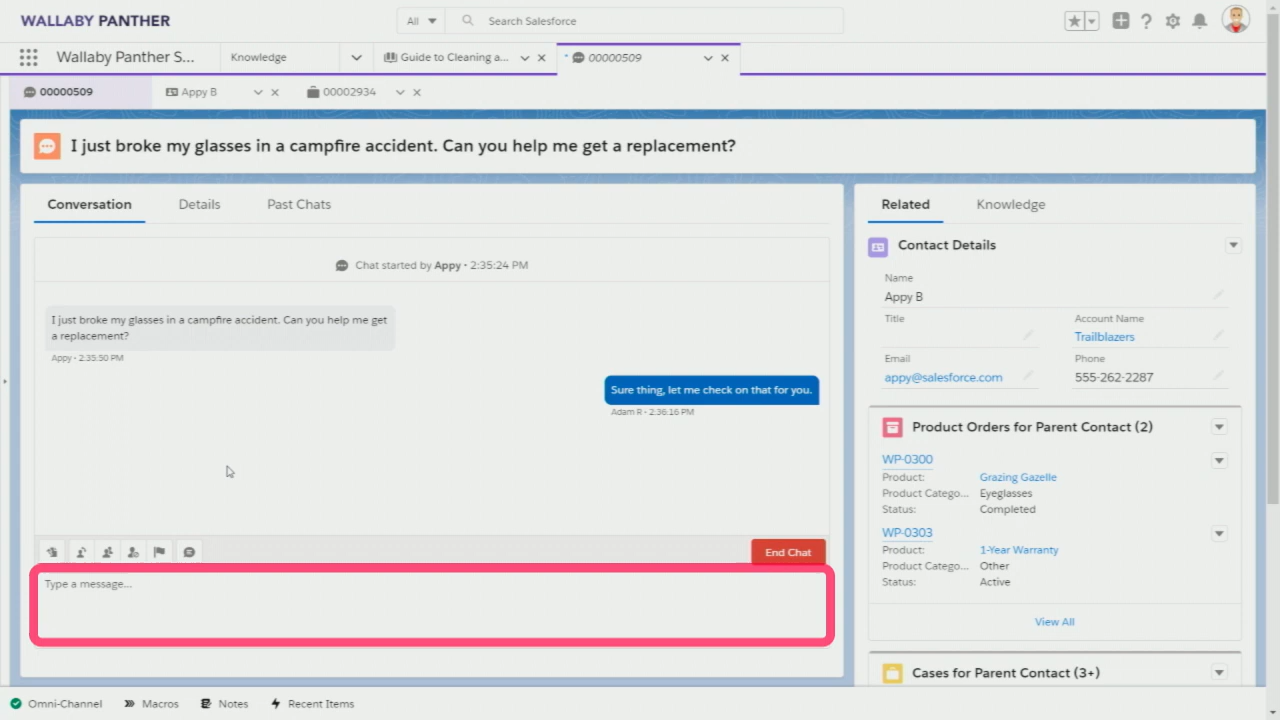 WALLABY PANTHER
All
Search Salesforce
Wallaby Panther S...
Knowledge
Guide to Cleaning a...
00000509
00000509
Appy B
00002934
I just broke my glasses in a campfire accident. Can you help me get a replacement?
Conversation
Details
Past Chats
Chat started by Appy • 2:35:24 PM
I just broke my glasses in a campfire accident. Can you help me get
a replacement?
Appy • 2:35:50 PM
Sure thing, let me check on that for you.
Adam R • 2:36:16 PM
End Chat
Type a message...
Related
Knowledge
Contact Details
Name
Appy B
Title
Account Name
Trailblazers
Email
Phone
appy@salesforce.com
555-262-2287
Product Orders for Parent Contact (2)
WP-0300
Product: Grazing Gazelle
Product Catego... Eyeglasses
Status: Completed
WP-0303
Product: 1-Year Warranty
Product Catego... Other
Status: Active
View All
Cases for Parent Contact (3+)
Omni-Channel
Macros
Notes
Recent Items